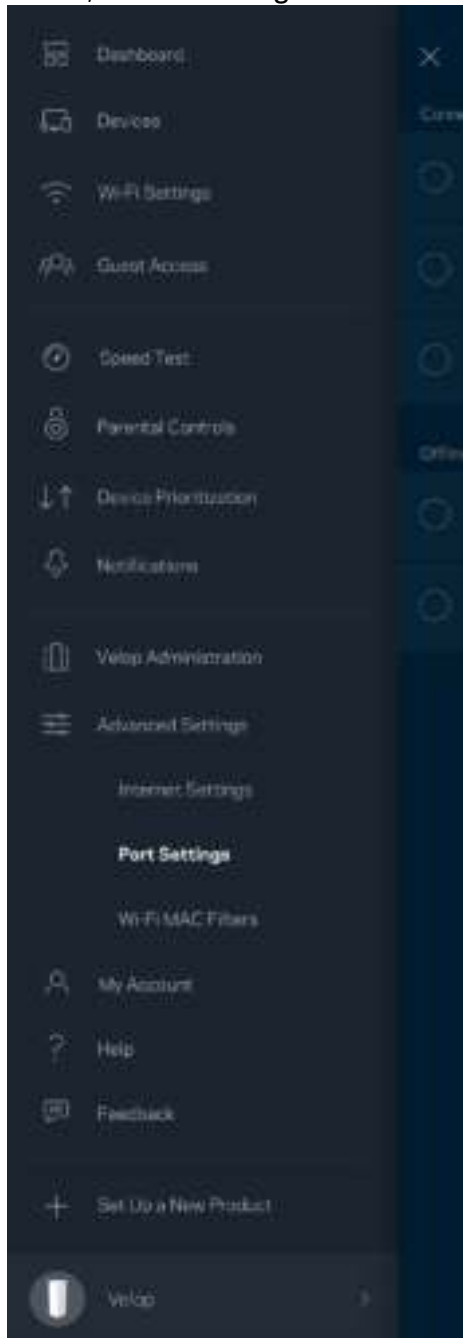 Dashboard
Devices
Wi-Fi Settings
Guest Access
Speed Test
Parental Controls
Device Prioritization
Notifications
Velop Administration
Advanced Settings
Internet Settings
Port Settings
Wi-Fi MAC Filters
My Account
Help
Feedback
Set Up a New Product
Velop